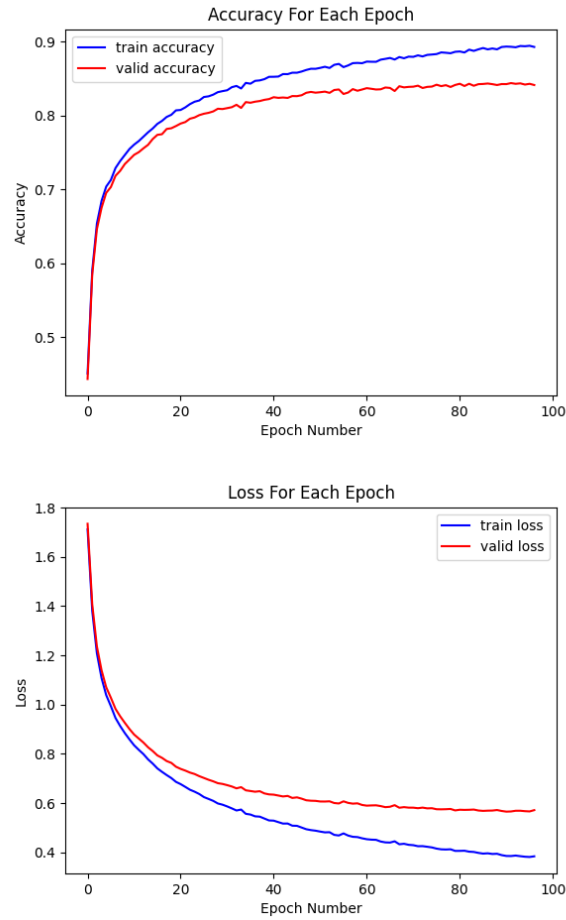 Accuracy For Each Epoch
0.9
train accuracy
valid accuracy
0.8
0.7
0.6
0.5
Accuracy
0 20 40 60 80 100
Epoch Number
Loss For Each Epoch
1.8
train loss
valid loss
1.6
1.4
1.2
1.0
0.8
0.6
0.4
Loss
0 20 40 60 80 100
Epoch Number